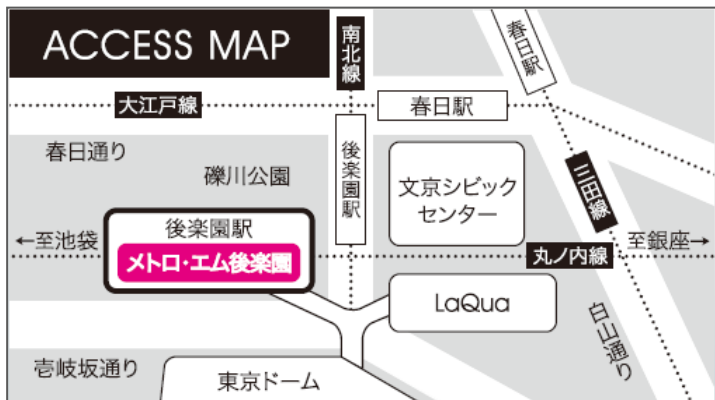 ACCESS MAP
南北線
春日駅
大江戸線
春日駅
春日通り
礫川公園
後楽園駅
文京シビック
センター
三田線
←至池袋
後楽園駅
メトロ・エム後楽園
丸ノ内線
至銀座→
LaQua
白山通り
壱岐坂通り
東京ドーム